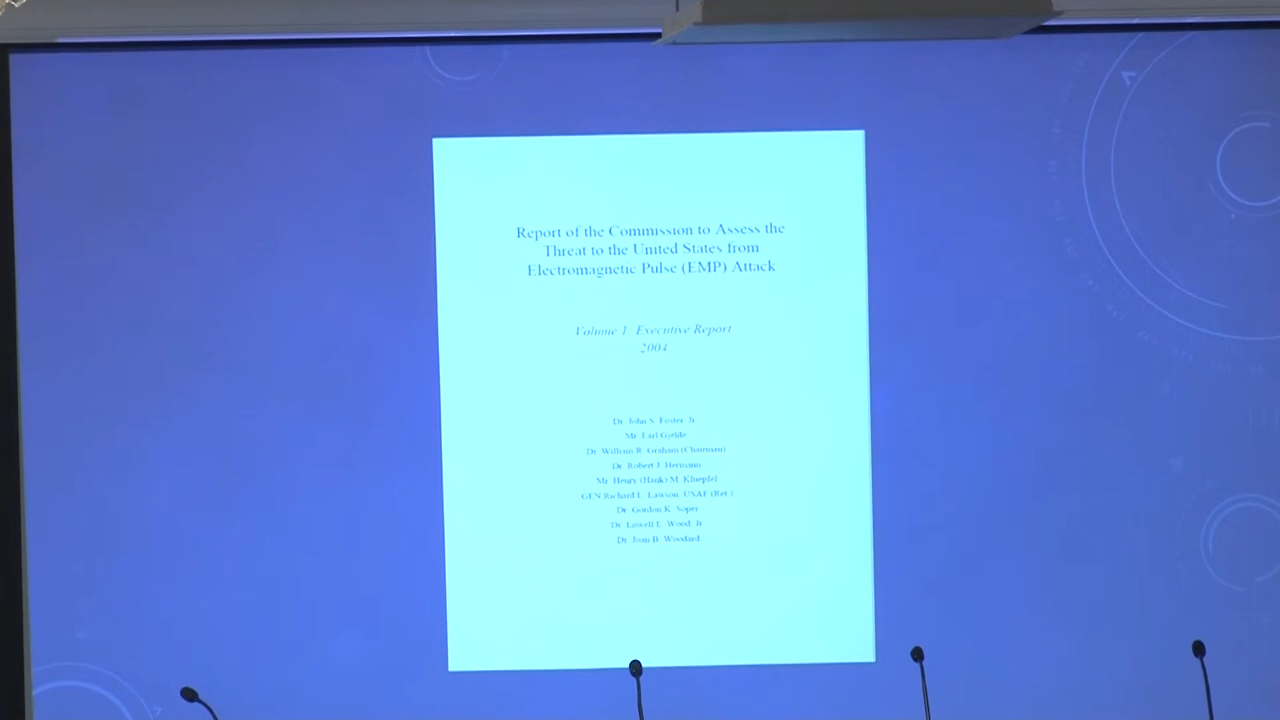 Report of the Commission to Assess the
Threat to the United States from
Electromagnetic Pulse (EMP) Attack
Volume 1 Executive Report
2004
Dr. John S. Foster, Jr.
Mr. Earl Gjelde
Dr. William R. Graham (Chairman)
Dr. Robert J. Hermann
Mr. Henry (Hank) M. Kluepfel
GEN Richard L. Lawson, USAF (Ret.)
Dr. Gordon K. Soper
Dr. Lowell L. Wood, Jr.
Dr. Joan B. Woodard